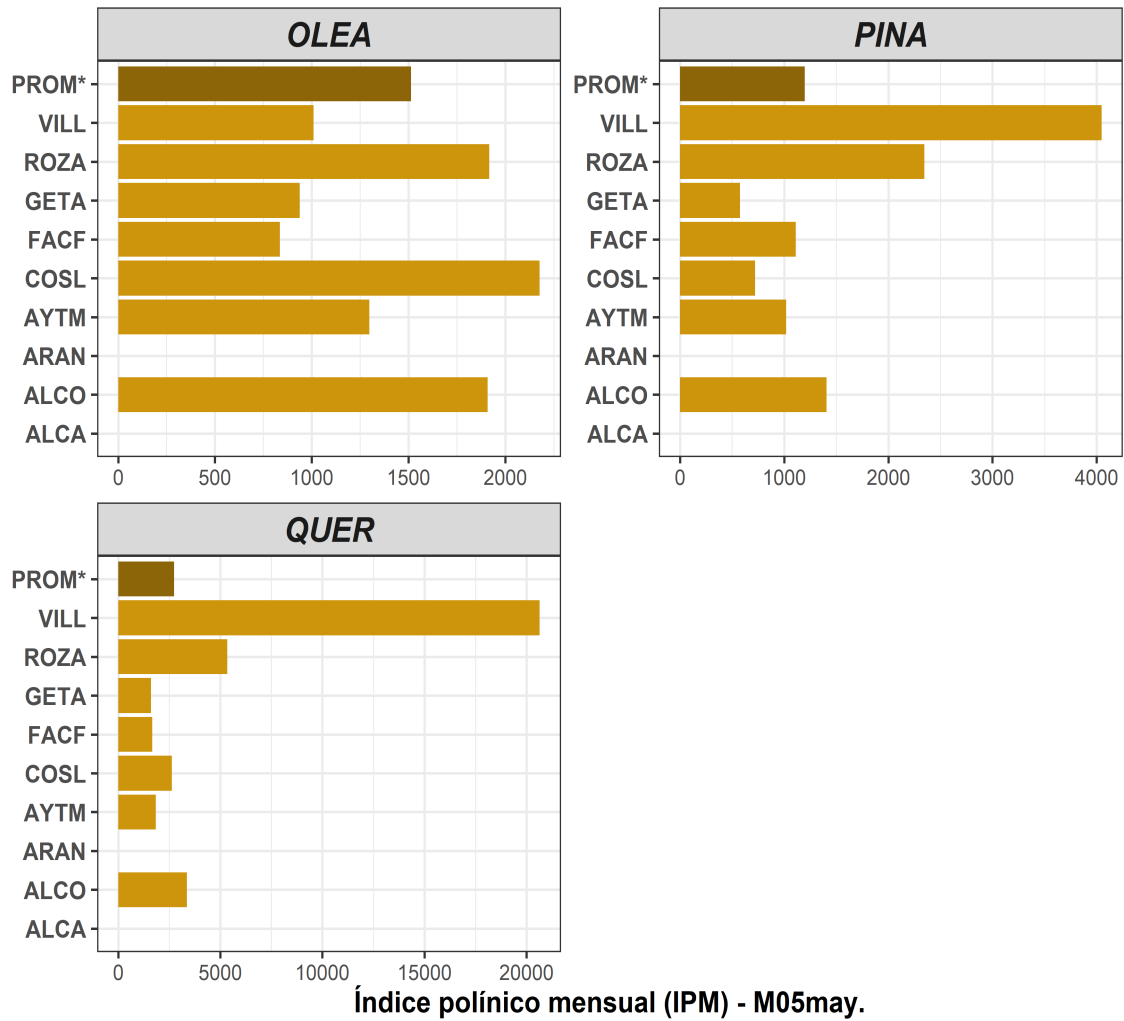 OLEA
PROM*
VILL
ROZA
GETA
FACF
COSL
AYTM
ARAN
ALCO
ALCA
0 500 1000 1500 2000
PINA
PROM*
VILL
ROZA
GETA
FACF
COSL
AYTM
ARAN
ALCO
ALCA
0 1000 2000 3000 4000
QUER
PROM*
VILL
ROZA
GETA
FACF
COSL
AYTM
ARAN
ALCO
ALCA
0 5000 10000 15000 20000
Índice polínico mensual (IPM) - M05may.